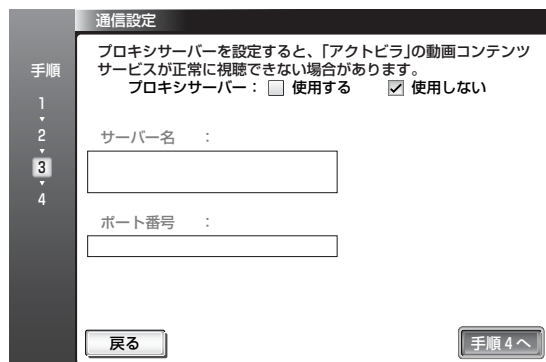 通信設定
手順
1
2
3
4
プロキシサーバーを設定すると、「アクトビラ」の動画コンテンツ
サービスが正常に視聴できない場合があります。
プロキシサーバー： 使用する 使用しない
サーバー名 ：
ポート番号 ：
戻る
手順4へ